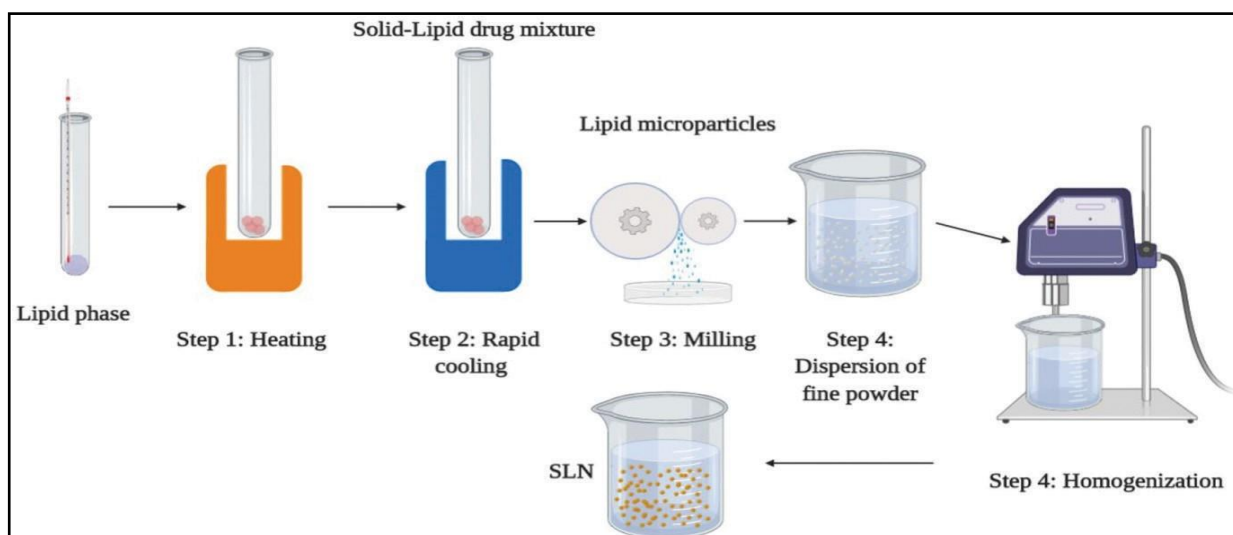 Solid-Lipid drug mixture
Lipid microparticles
Lipid phase
Step 1: Heating
Step 2: Rapid
cooling
Step 3: Milling
Step 4:
Dispersion of
fine powder
Step 4: Homogenization
SLN